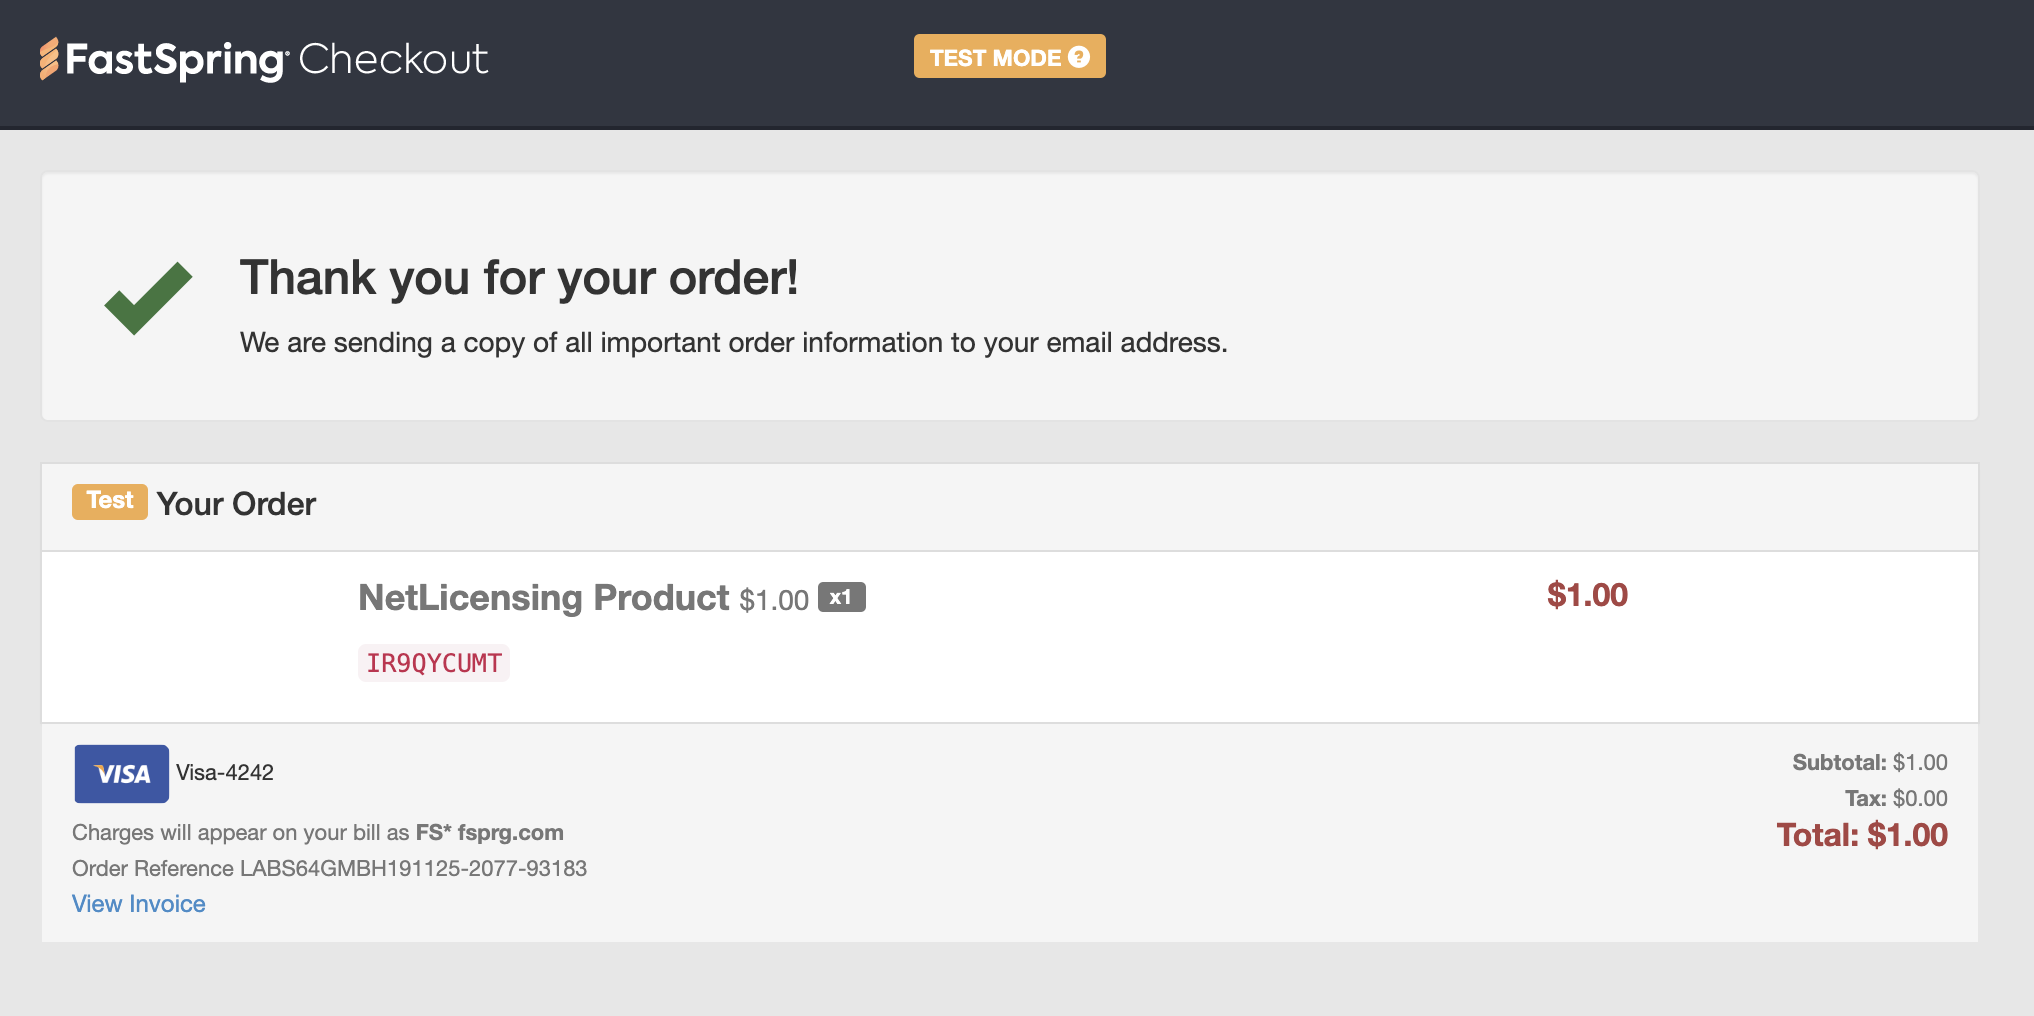 FastSpring Checkout
TEST MODE ?
Thank you for your order!
We are sending a copy of all important order information to your email address.
Test Your Order
NetLicensing Product $1.00 x1 $1.00
IR9QYCUMT
VISA Visa-4242
Charges will appear on your bill as FS* fsprg.com
Order Reference LABS64GMBH191125-2077-93183
View Invoice
Subtotal: $1.00
Tax: $0.00
Total: $1.00